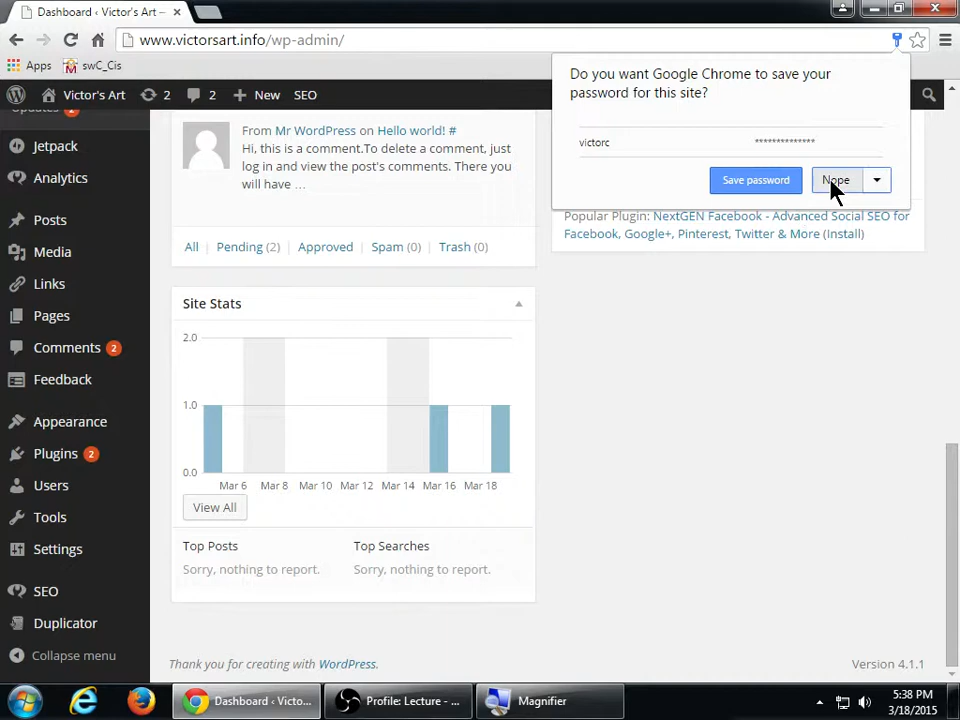 Dashboard ‹ Victor's Art —
www.victorsart.info/wp-admin/
Apps
swC_Cis
Victor's Art
2
2
New
SEO
Do you want Google Chrome to save your
password for this site?
victorc
**************
Save password
Nope
Updates 2
Jetpack
Analytics
Posts
Media
Links
Pages
Comments 2
Feedback
Appearance
Plugins 2
Users
Tools
Settings
SEO
Duplicator
Collapse menu
From Mr WordPress on Hello world! #
Hi, this is a comment.To delete a comment, just
log in and view the post's comments. There you
will have …
All
Pending (2)
Approved
Spam (0)
Trash (0)
Popular Plugin: NextGEN Facebook - Advanced Social SEO for
Facebook, Google+, Pinterest, Twitter & More (Install)
Site Stats
2.0
1.0
0.0
Mar 6 Mar 8 Mar 10 Mar 12 Mar 14 Mar 16 Mar 18
View All
Top Posts
Sorry, nothing to report.
Top Searches
Sorry, nothing to report.
Thank you for creating with WordPress.
Version 4.1.1
Dashboard ‹ Victo...
Profile: Lecture - ...
Magnifier
5:38 PM
3/18/2015